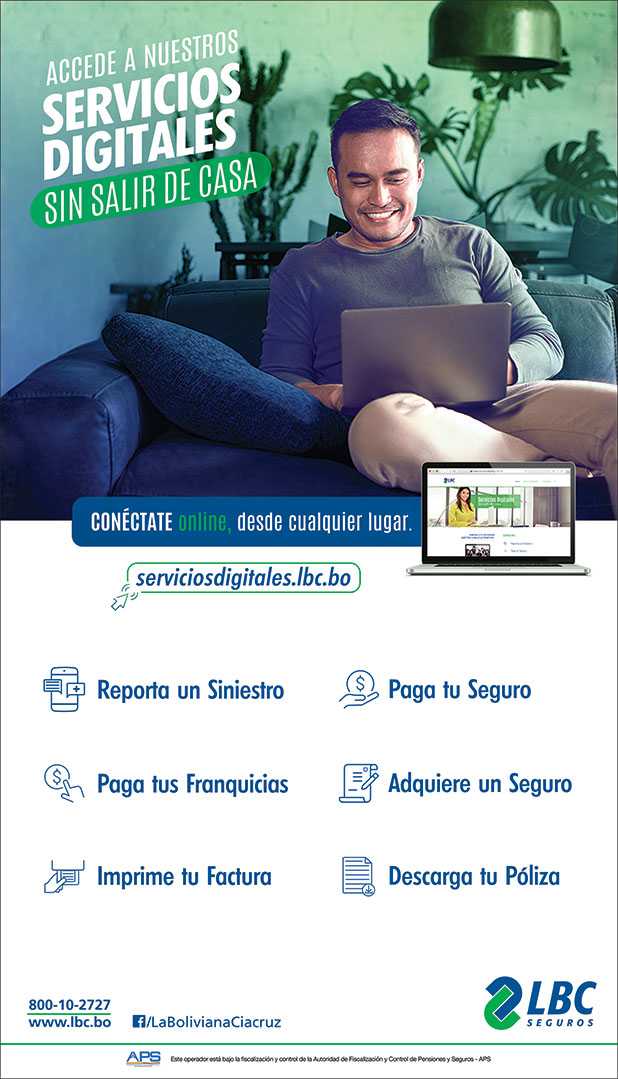 ACCEDE A NUESTROS
SERVICIOS
DIGITALES
SIN SALIR DE CASA
LBC
Servicios Digitales
CONÉCTATE online, desde cualquier lugar.
serviciosdigitales.lbc.bo
Reporta un Siniestro
Paga tu Seguro
Paga tus Franquicias
Adquiere un Seguro
Imprime tu Factura
Descarga tu Póliza
800-10-2727
www.lbc.bo
/LaBolivianaCiacruz
LBC
SEGUROS
APS
Este operador está bajo la fiscalización y control de la Autoridad de Fiscalización y Control de Pensiones y Seguros - APS